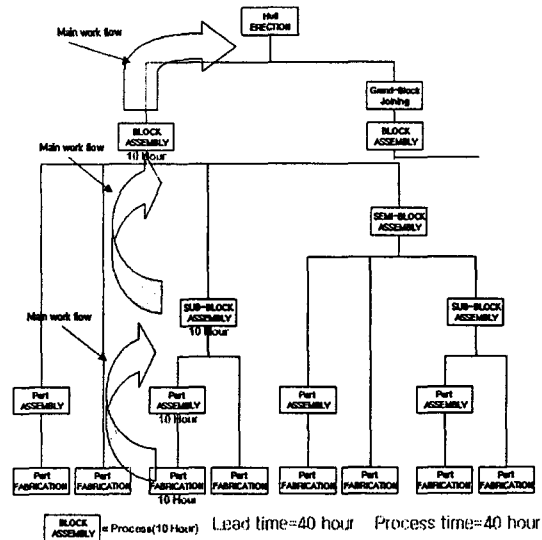 Hull
ERECTION
Main work flow
Grand-Block
Joining
BLOCK
ASSEMBLY
10 Hour
BLOCK
ASSEMBLY
Main work flow
SEMI-BLOCK
ASSEMBLY
SUB-BLOCK
ASSEMBLY
10 Hour
SUB-BLOCK
ASSEMBLY
Main work flow
Part
ASSEMBLY
Part
ASSEMBLY
10 Hour
Part
ASSEMBLY
Part
ASSEMBLY
Part
FABRICATION
Part
FABRICATION
Part
FABRICATION
10 Hour
Part
FABRICATION
Part
FABRICATION
Part
FABRICATION
Part
FABRICATION
Part
FABRICATION
BLOCK
ASSEMBLY
= Process(10 Hour)
Lead time=40 hour
Process time=40 hour